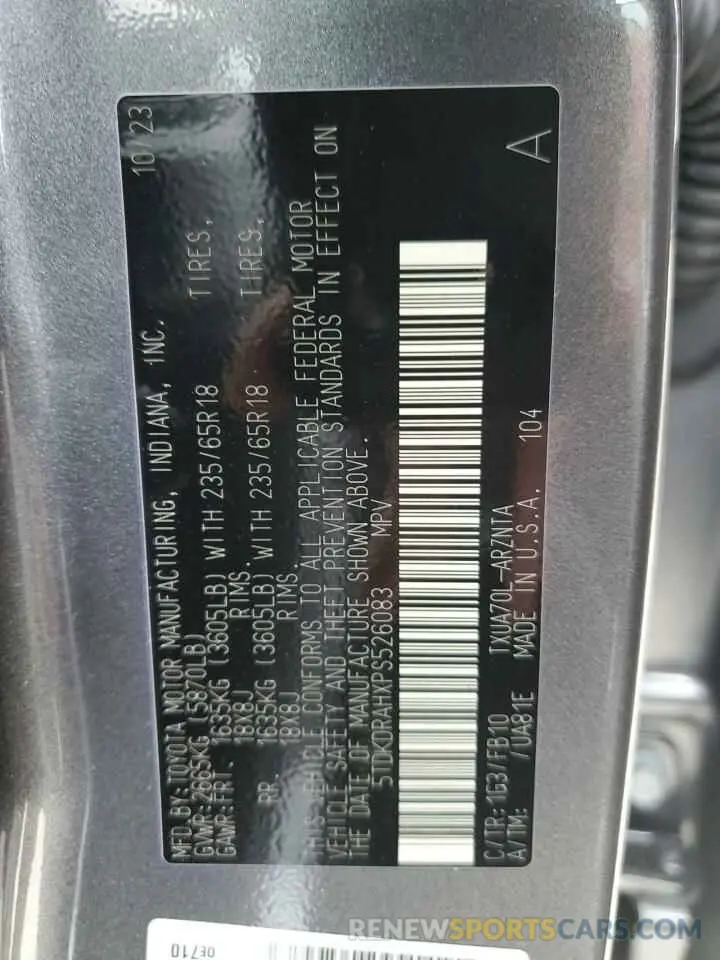 MFD.BY:TOYOTA MOTOR MANUFACTURING, INDIANA, INC. 10/23
GVWR:2665KG (5870LB)
GAWR:FRT. 1635KG (3605LB) WITH 235/65R18 TIRES,
18X8J RIMS.
RR. 1635KG (3605LB) WITH 235/65R18 TIRES,
18X8J RIMS.
THIS VEHICLE CONFORMS TO ALL APPLICABLE FEDERAL MOTOR
VEHICLE SAFETY AND THEFT PREVENTION STANDARDS IN EFFECT ON
THE DATE OF MANUFACTURE SHOWN ABOVE.
5TDKDRAHXPS526083 MPV
C/TR:1G3/FB10 TXUA70L-ARZNTA
A/TM: /UA81E MADE IN U.S.A. 104
A
0E710
RENEWSPORTSCARS.COM